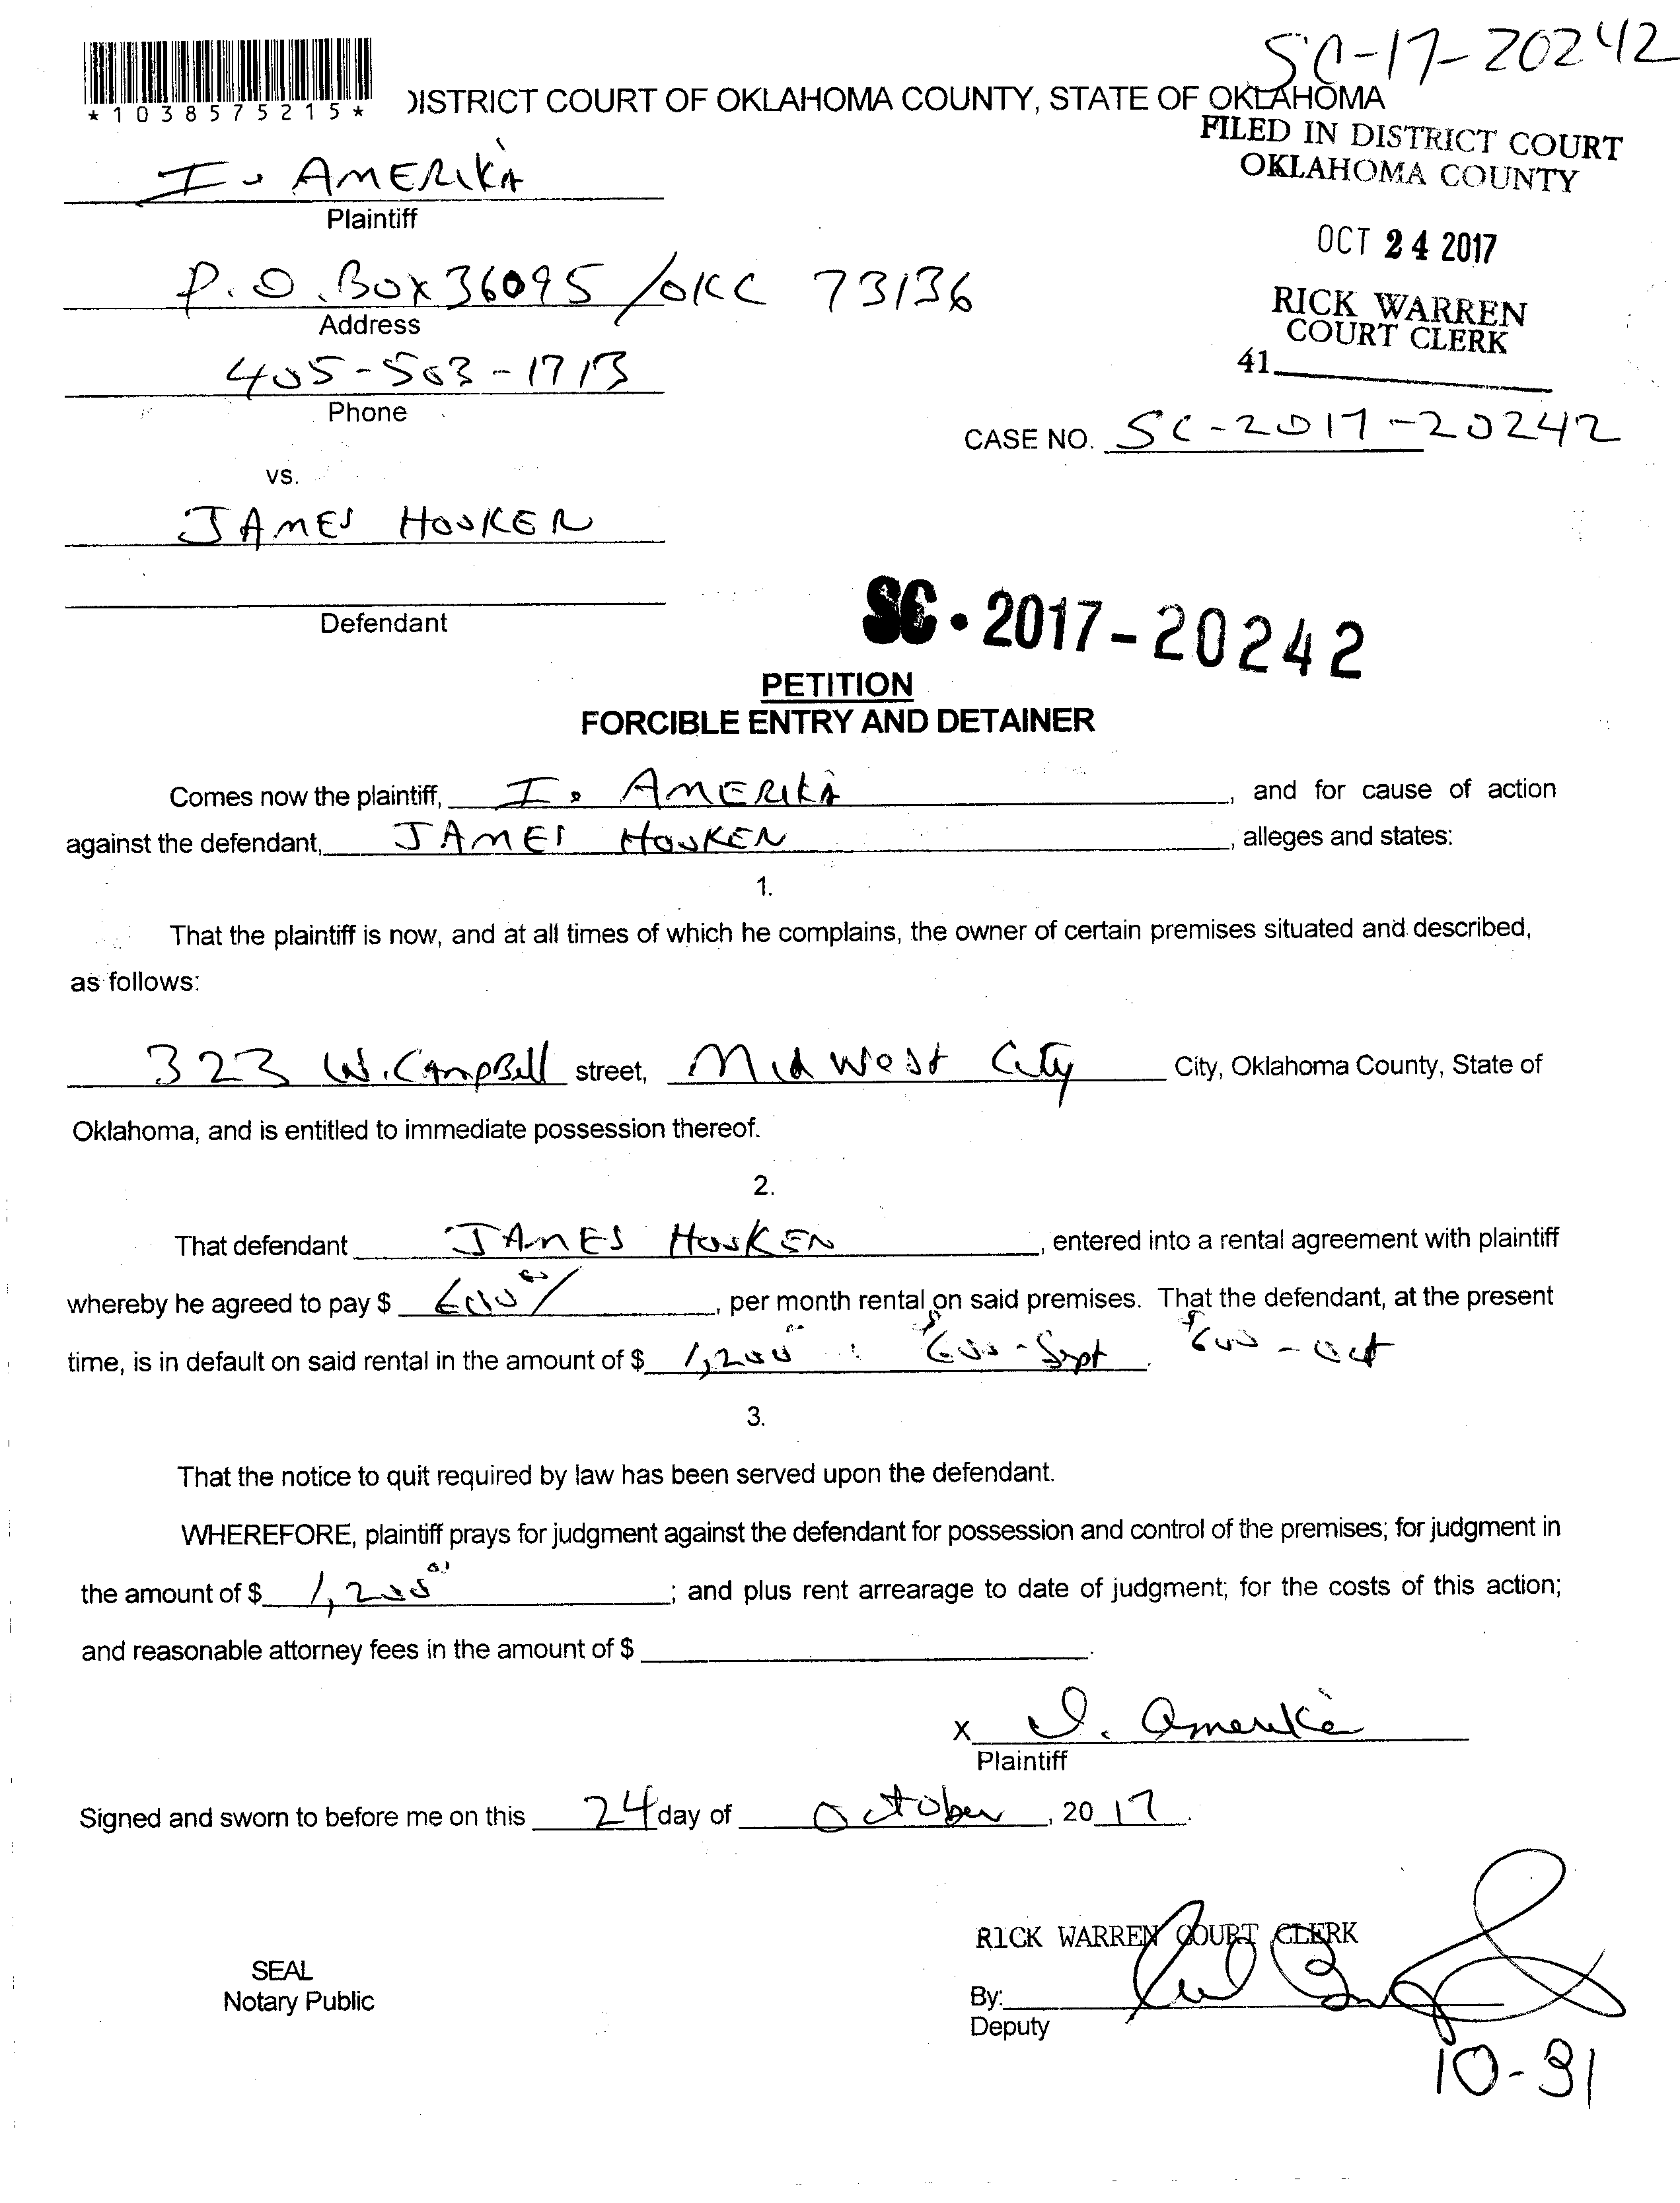 SC-17-20242
*1038575215*
DISTRICT COURT OF OKLAHOMA COUNTY, STATE OF OKLAHOMA
FILED IN DISTRICT COURT
OKLAHOMA COUNTY
I. AMERIKA
Plaintiff
OCT 24 2017
P.O. Box 36095 / OKC 73136
Address
RICK WARREN
COURT CLERK
41
405-503-1713
Phone
CASE NO. SC-2017-20242
vs.
JAMES HOOKER
Defendant
SC-2017-20242
PETITION
FORCIBLE ENTRY AND DETAINER
Comes now the plaintiff, I. AMERIKA, and for cause of action
against the defendant, JAMES HOOKER, alleges and states:
1.
That the plaintiff is now, and at all times of which he complains, the owner of certain premises situated and described,
as follows:
323 W. CampBell street, Midwest City City, Oklahoma County, State of
Oklahoma, and is entitled to immediate possession thereof.
2.
That defendant JAMES HOOKER, entered into a rental agreement with plaintiff
whereby he agreed to pay $ 600 00/, per month rental on said premises. That the defendant, at the present
time, is in default on said rental in the amount of $ 1,200 00 : $600 - Sept. $600 - Oct
3.
That the notice to quit required by law has been served upon the defendant.
WHEREFORE, plaintiff prays for judgment against the defendant for possession and control of the premises; for judgment in
the amount of $ 1,200 00; and plus rent arrearage to date of judgment; for the costs of this action;
and reasonable attorney fees in the amount of $ .
X I. Amerika
Plaintiff
Signed and sworn to before me on this 24 day of October, 2017.
RICK WARREN COURT CLERK
SEAL
Notary Public
By:
Deputy
10-31